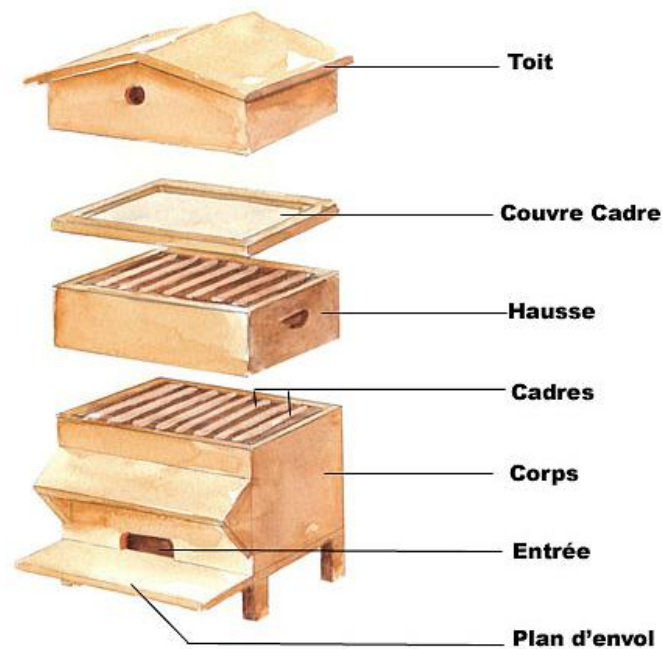 Toit
Couvre Cadre
Hausse
Cadres
Corps
Entrée
Plan d'envol